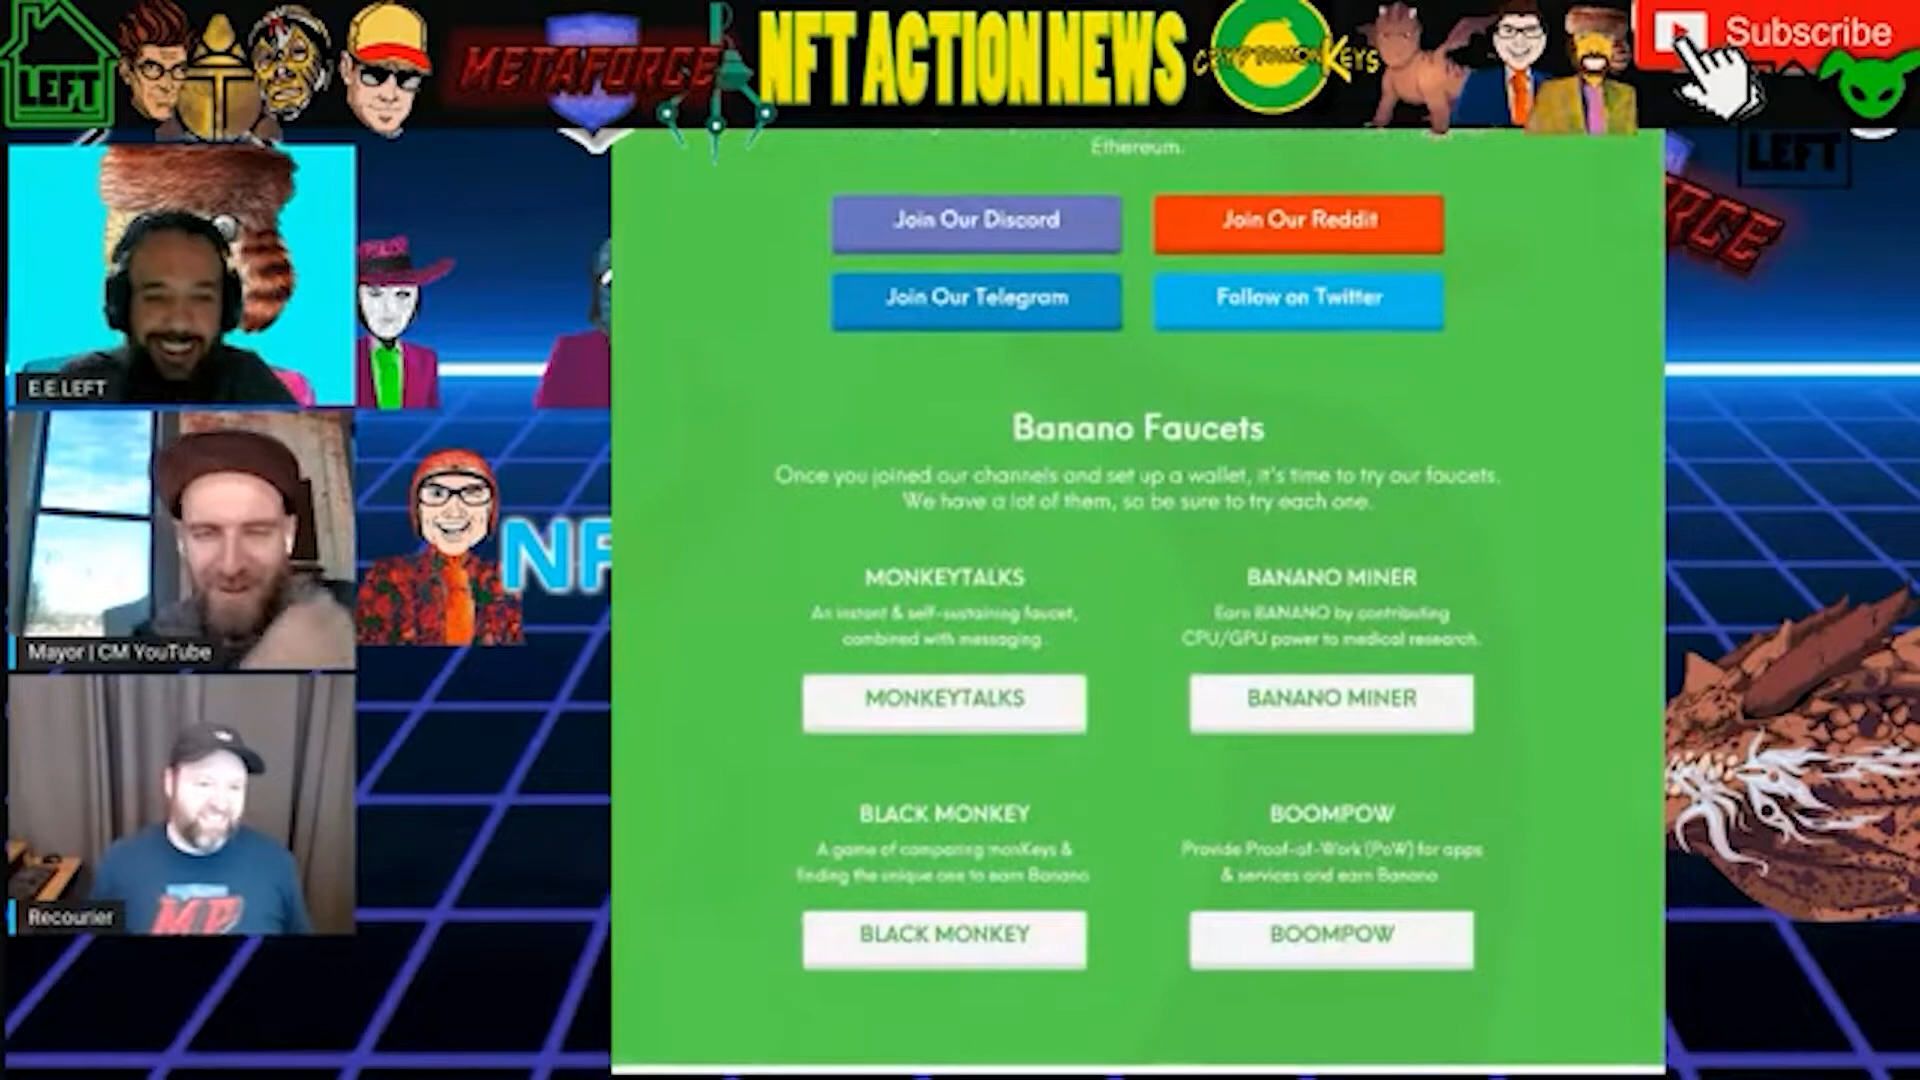 LEFT
METAFORCE
NFT ACTION NEWS
CRYPTOMONKEYS
Subscribe
LEFT
RCE
E.E.LEFT
Mayor | CM YouTube
NF
MF
Recourier
Ethereum.
Join Our Discord
Join Our Reddit
Join Our Telegram
Follow on Twitter
Banano Faucets
Once you joined our channels and set up a wallet, it's time to try our faucets.
We have a lot of them, so be sure to try each one.
MONKEYTALKS
An instant & self-sustaining faucet,
combined with messaging.
MONKEYTALKS
BANANO MINER
Earn BANANO by contributing
CPU/GPU power to medical research.
BANANO MINER
BLACK MONKEY
A game of comparing monKeys &
finding the unique one to earn Banano
BLACK MONKEY
BOOMPOW
Provide Proof-of-Work (PoW) for apps
& services and earn Banano
BOOMPOW